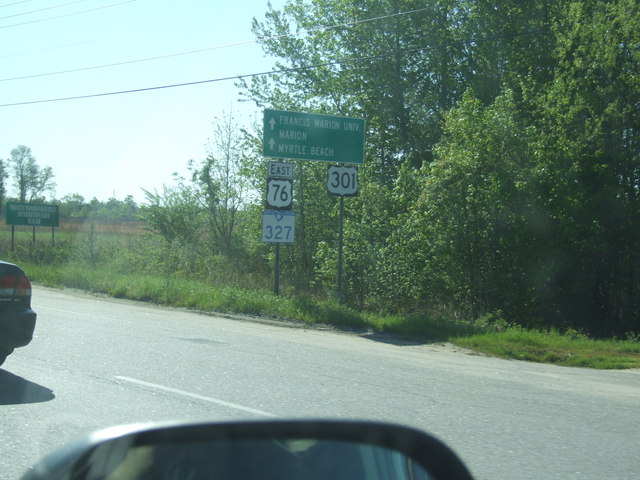 FRANCIS MARION UNIV.
MARION
MYRTLE BEACH
EAST
76
301
327